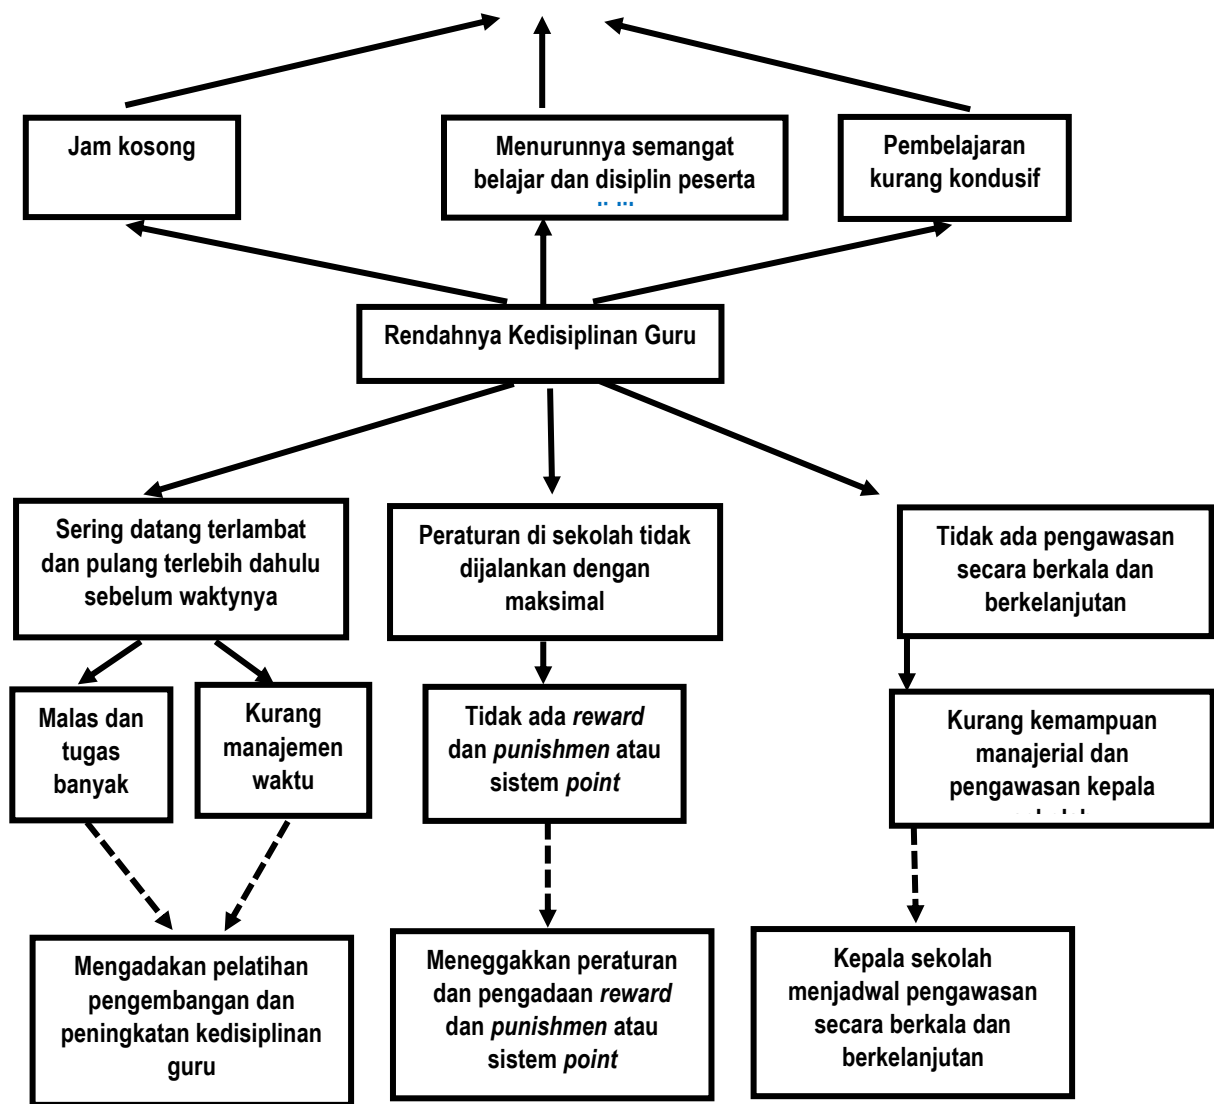 Jam kosong
Menurunnya semangat
belajar dan disiplin peserta
Pembelajaran
kurang kondusif
Rendahnya Kedisiplinan Guru
Sering datang terlambat
dan pulang terlebih dahulu
sebelum waktynya
Peraturan di sekolah tidak
dijalankan dengan
maksimal
Tidak ada pengawasan
secara berkala dan
berkelanjutan
Malas dan
tugas
banyak
Kurang
manajemen
waktu
Tidak ada reward
dan punishmen atau
sistem point
Kurang kemampuan
manajerial dan
pengawasan kepala
Mengadakan pelatihan
pengembangan dan
peningkatan kedisiplinan
guru
Meneggakkan peraturan
dan pengadaan reward
dan punishmen atau
sistem point
Kepala sekolah
menjadwal pengawasan
secara berkala dan
berkelanjutan